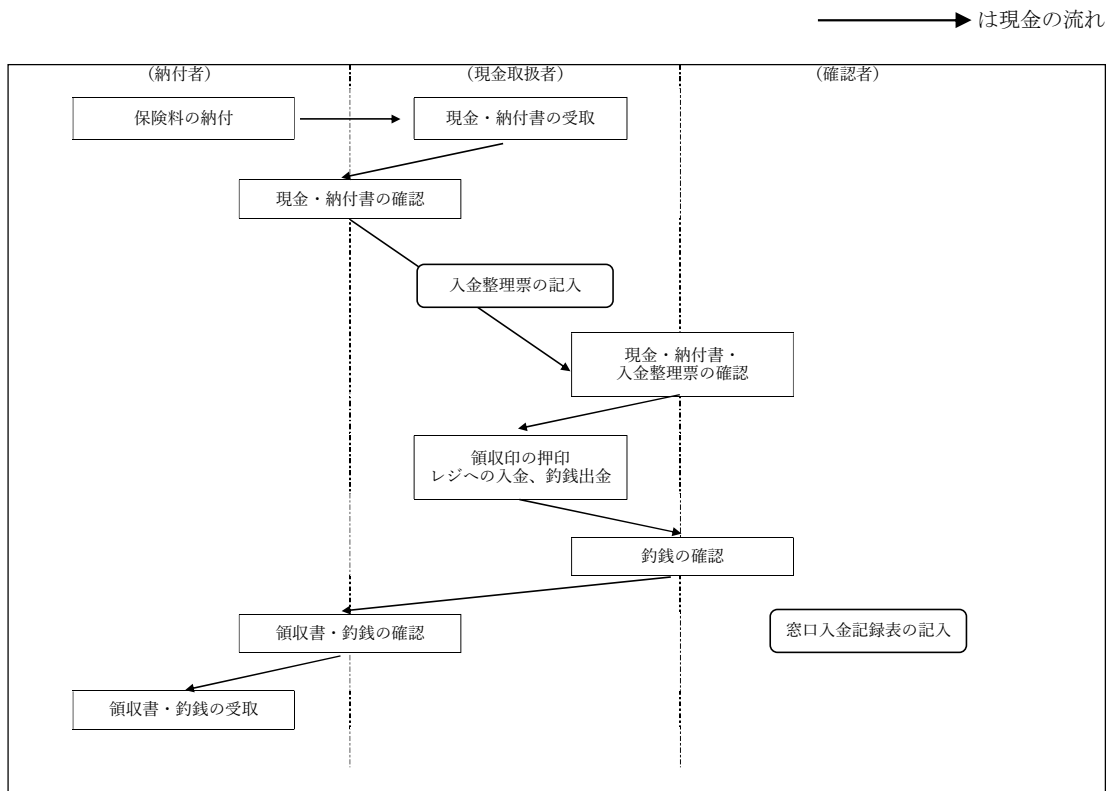 は現金の流れ
（納付者）
（現金取扱者）
（確認者）
保険料の納付
現金・納付書の受取
現金・納付書の確認
入金整理票の記入
現金・納付書・
入金整理票の確認
領収印の押印
レジへの入金、釣銭出金
釣銭の確認
領収書・釣銭の確認
窓口入金記録表の記入
領収書・釣銭の受取